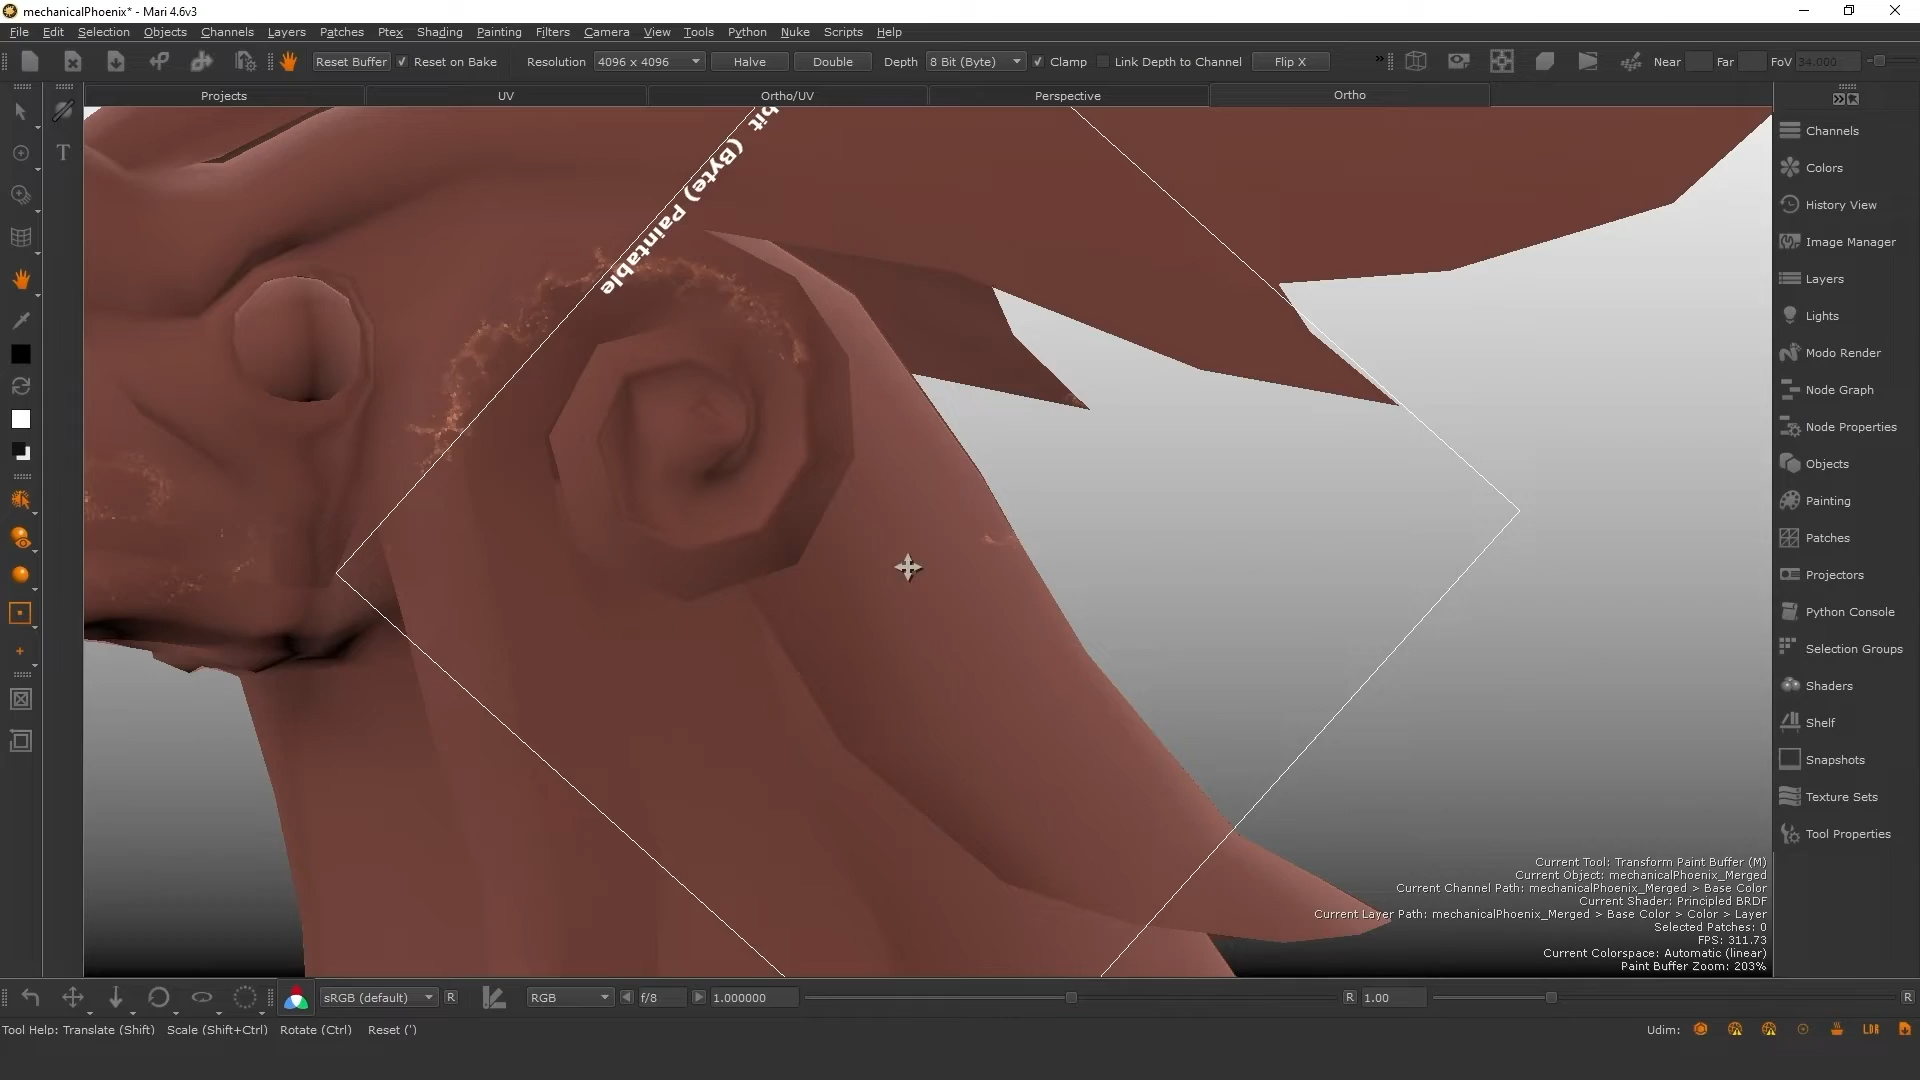 mechanicalPhoenix* - Mari 4.6v3
File Edit Selection Objects Channels Layers Patches Ptex Shading Painting Filters Camera View Tools Python Nuke Scripts Help
Reset Buffer Reset on Bake Resolution 4096 x 4096 Halve Double Depth 8 Bit (Byte) Clamp Link Depth to Channel Flip X » Near Far FoV 34.000
Projects UV Ortho/UV Perspective Ortho
T
bit (Byte) Paintable
Channels
Colors
History View
Image Manager
Layers
Lights
Modo Render
Node Graph
Node Properties
Objects
Painting
Patches
Projectors
Python Console
Selection Groups
Shaders
Shelf
Snapshots
Texture Sets
Tool Properties
Current Tool: Transform Paint Buffer (M)
Current Object: mechanicalPhoenix_Merged
Current Channel Path: mechanicalPhoenix_Merged > Base Color
Current Shader: Principled BRDF
Current Layer Path: mechanicalPhoenix_Merged > Base Color > Color > Layer
Selected Patches: 0
FPS: 311.73
Current Colorspace: Automatic (linear)
Paint Buffer Zoom: 203%
sRGB (default) R RGB f/8 1.000000 R 1.00 R
Tool Help: Translate (Shift) Scale (Shift+Ctrl) Rotate (Ctrl) Reset (') Udim: LDR